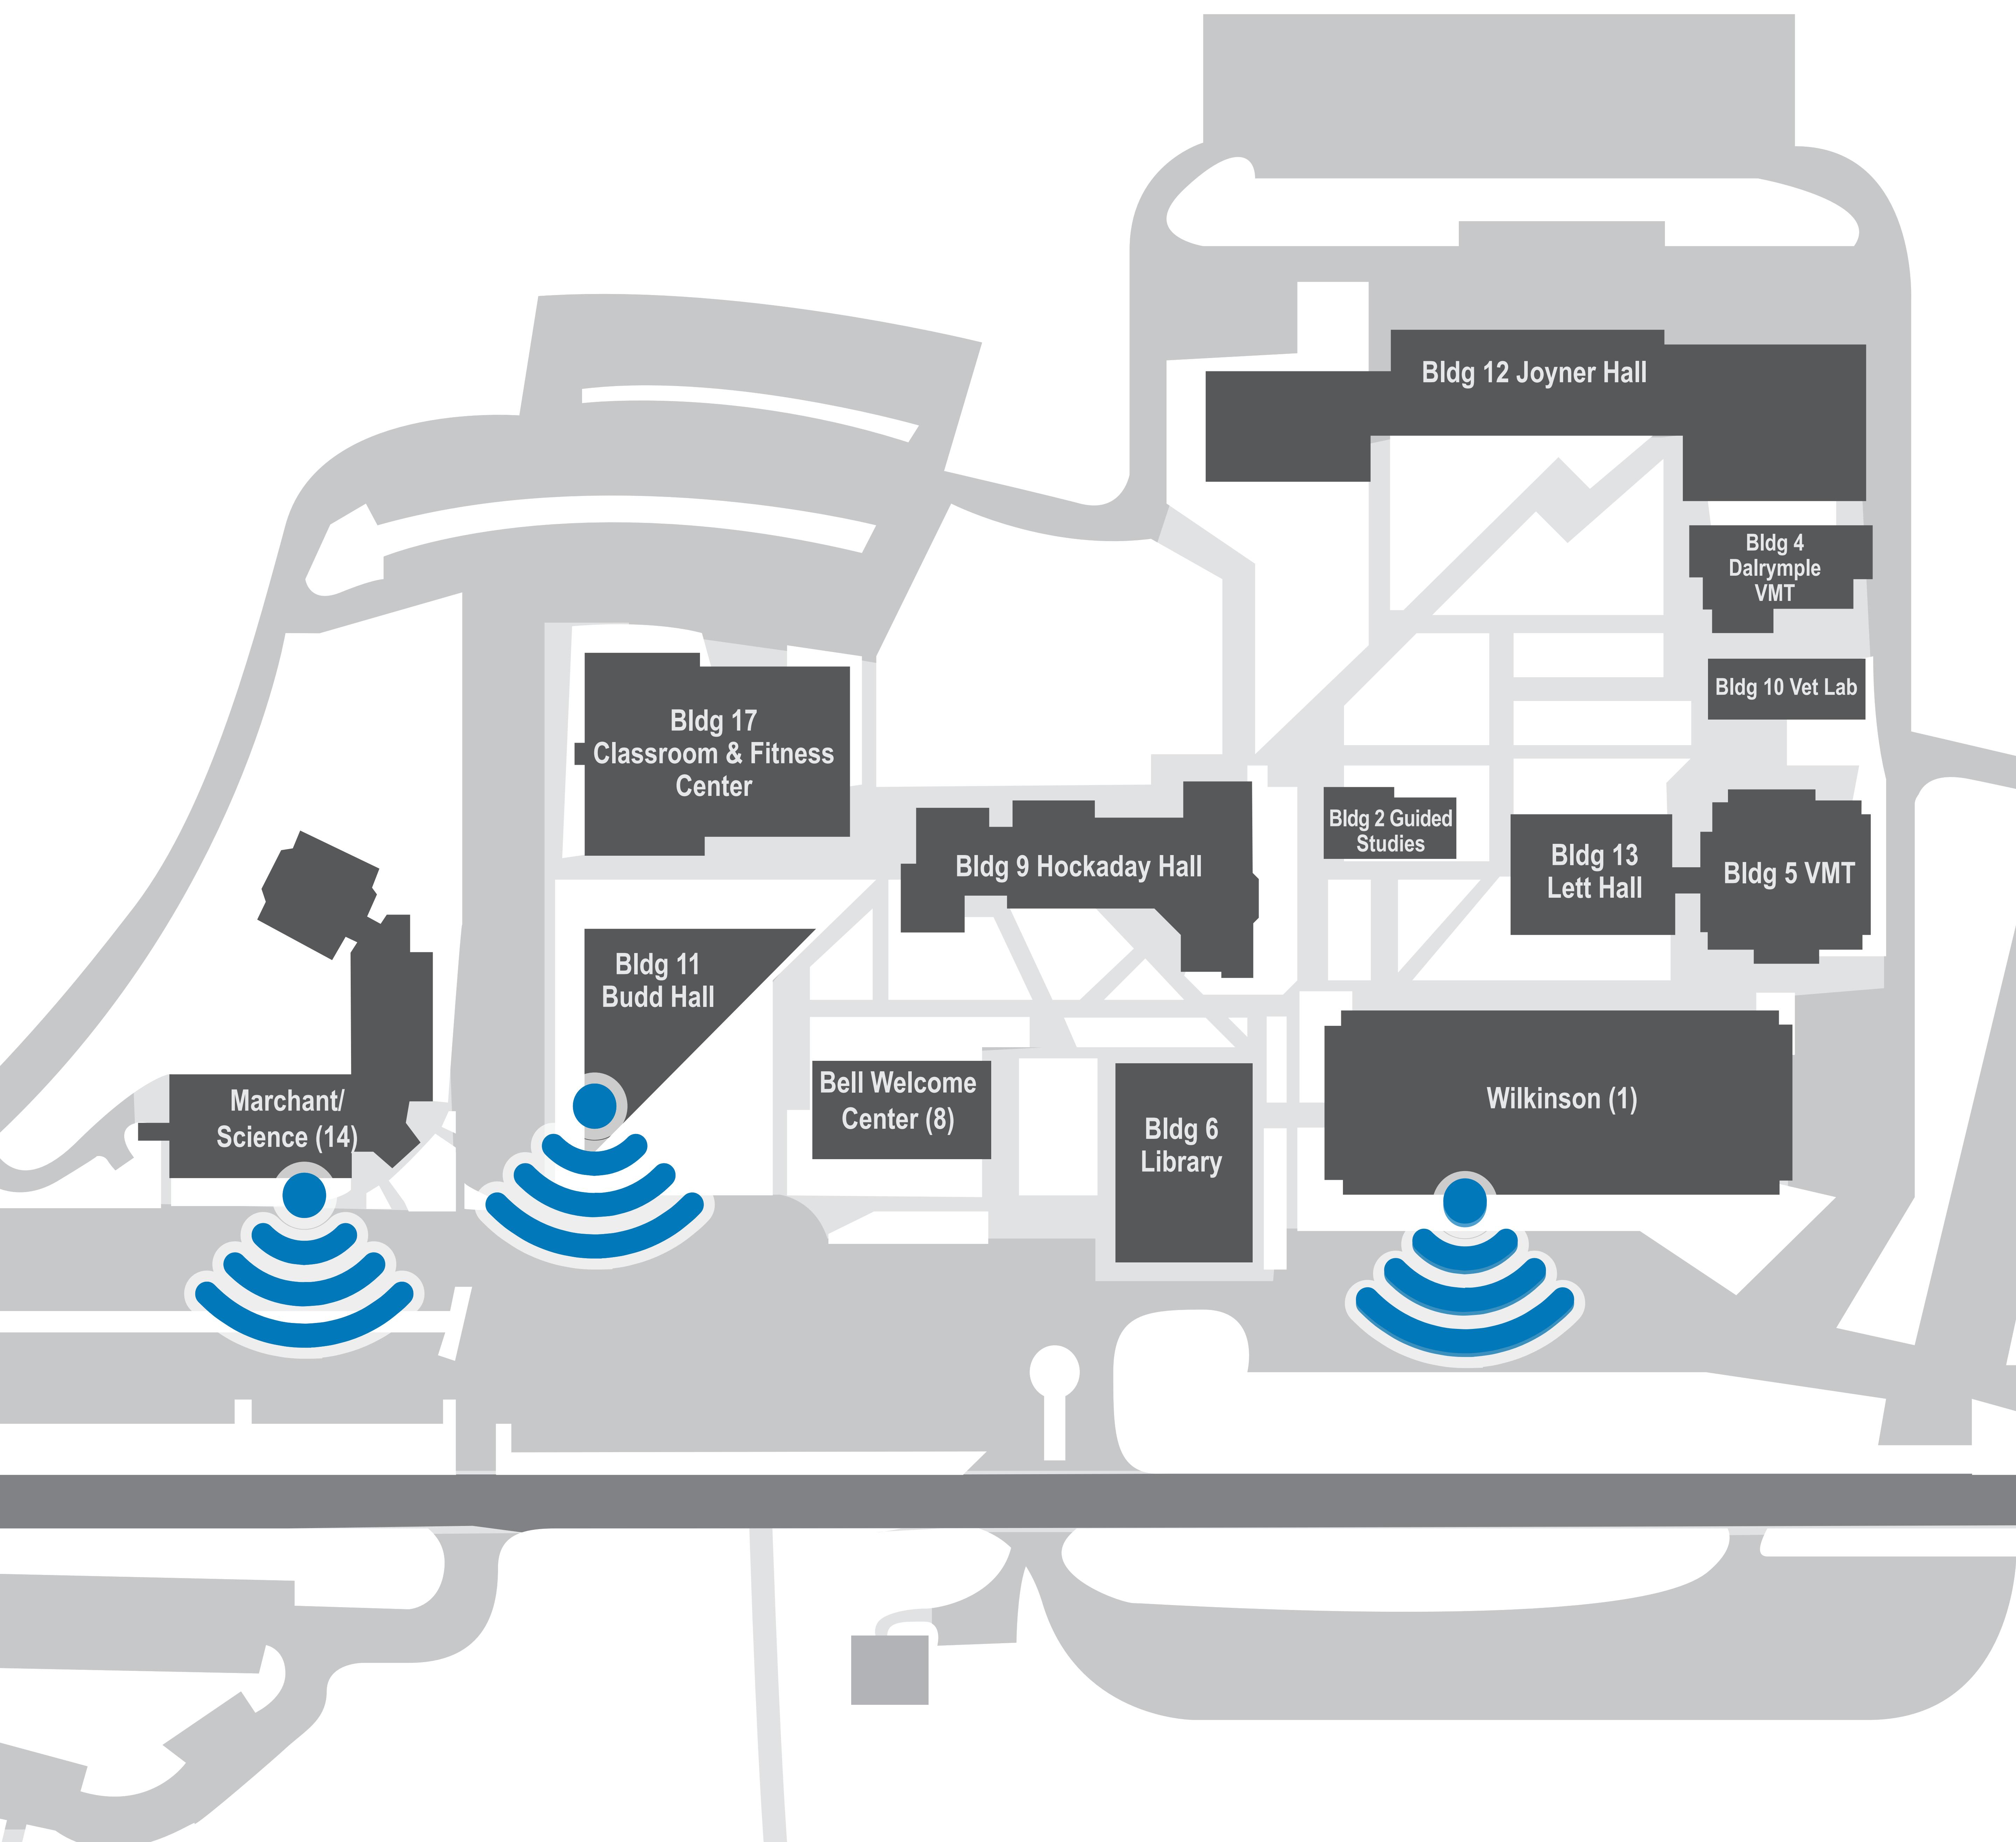 Bldg 12 Joyner Hall
Bldg 4
Dalrymple
VMT
Bldg 10 Vet Lab
Bldg 17
Classroom & Fitness
Center
Bldg 9 Hockaday Hall
Bldg 2 Guided
Studies
Bldg 13
Lett Hall
Bldg 5 VMT
Bldg 11
Budd Hall
Marchant/
Science (14)
Bell Welcome
Center (8)
Bldg 6
Library
Wilkinson (1)